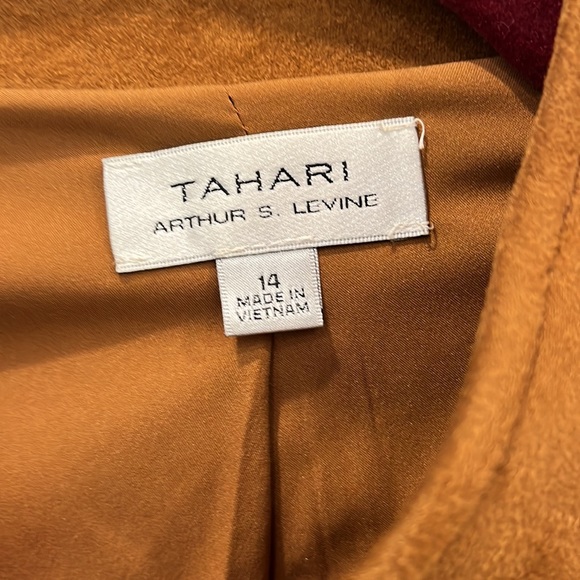 TAHARI
ARTHUR S. LEVINE
14
MADE IN
VIETNAM